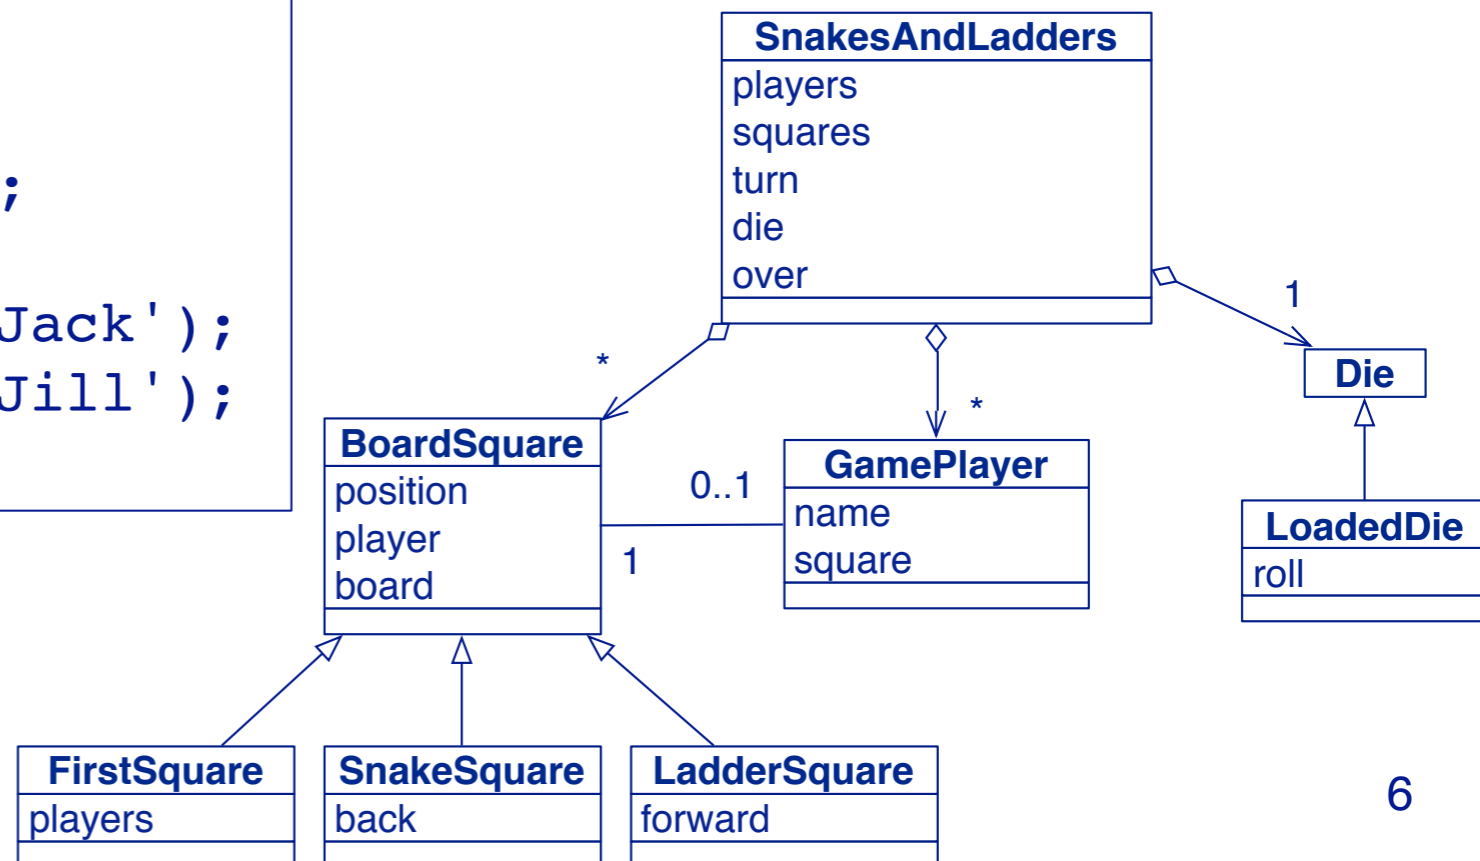 ;
Jack');
Jill');
SnakesAndLadders
players
squares
turn
die
over
*
*
1
BoardSquare
position
player
board
0..1
1
GamePlayer
name
square
Die
LoadedDie
roll
FirstSquare
players
SnakeSquare
back
LadderSquare
forward
6